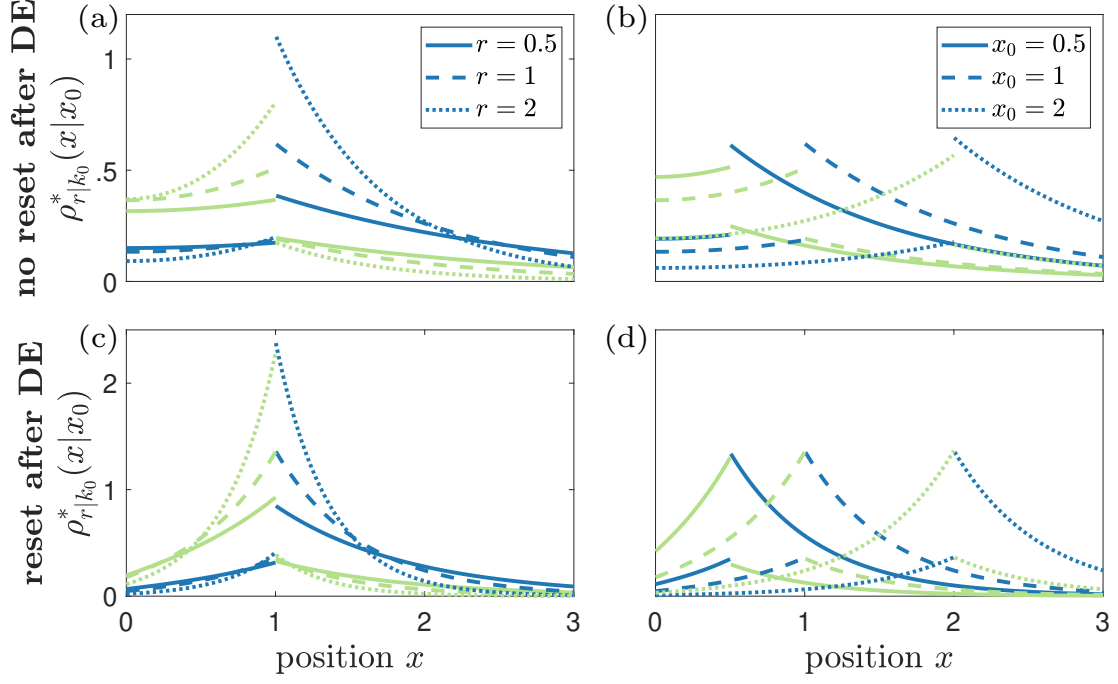 no reset after DE
ρ*ᵣ|ₖ₀(x|x₀)
(a)
1
.5
0
r = 0.5
r = 1
r = 2
(b)
x₀ = 0.5
x₀ = 1
x₀ = 2
reset after DE
ρ*ᵣ|ₖ₀(x|x₀)
(c)
2
1
0
0 1 2 3
position x
(d)
0 1 2 3
position x